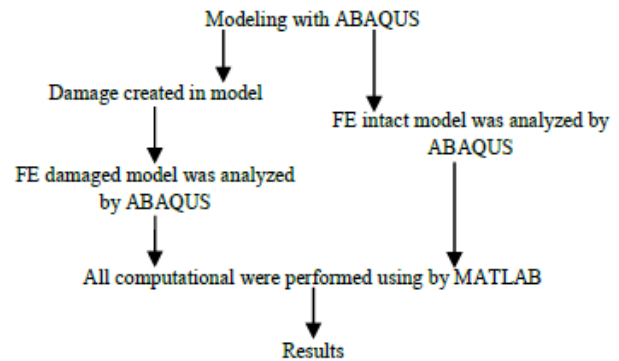 Modeling with ABAQUS
Damage created in model
FE intact model was analyzed by
ABAQUS
FE damaged model was analyzed
by ABAQUS
All computational were performed using by MATLAB
Results